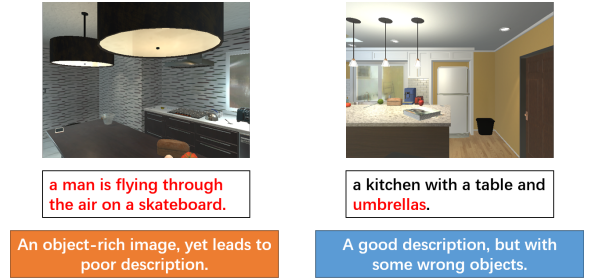 a man is flying through
the air on a skateboard.
An object-rich image, yet leads to
poor description.
a kitchen with a table and
umbrellas.
A good description, but with
some wrong objects.